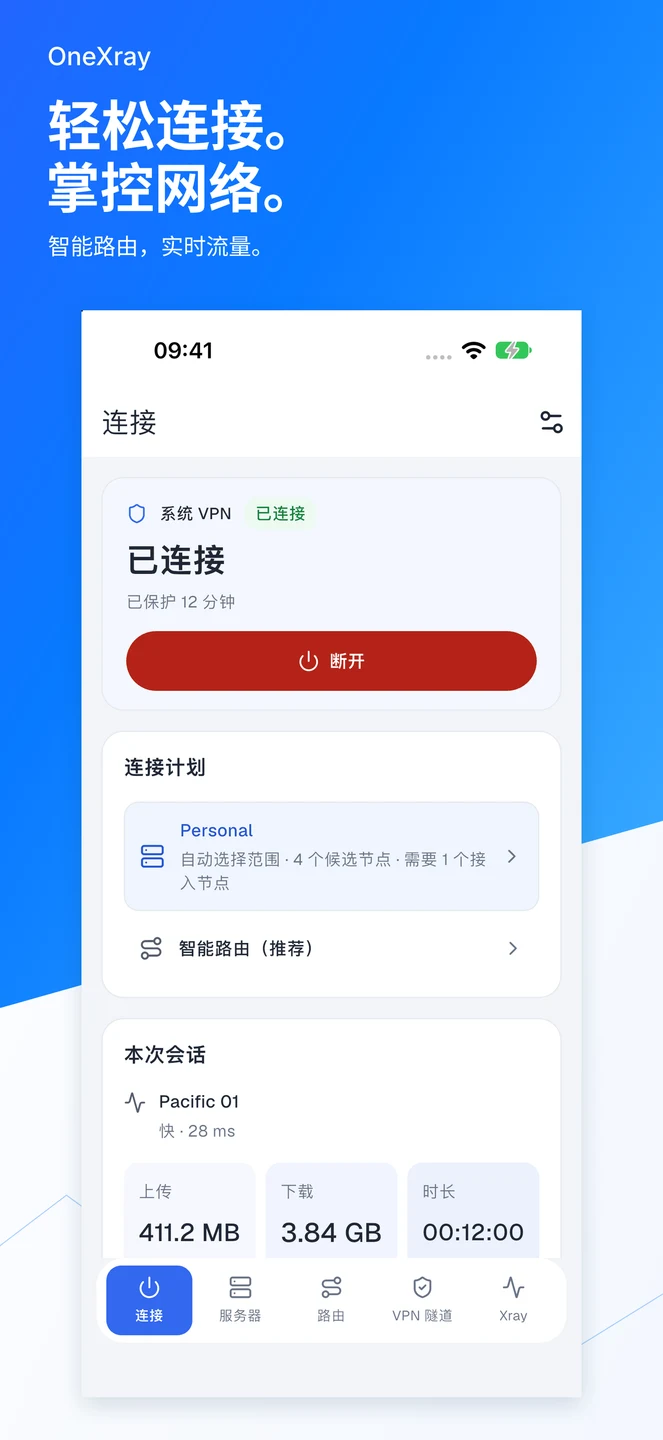 OneXray
轻松连接。
掌控网络。
智能路由，实时流量。
09:41
连接
系统 VPN
已连接
已连接
已保护 12 分钟
断开
连接计划
Personal
自动选择范围 · 4 个候选节点 · 需要 1 个接
入节点
智能路由（推荐）
本次会话
Pacific 01
快 · 28 ms
上传
下载
时长
411.2 MB
3.84 GB
00:12:00
连接
服务器
路由
VPN 隧道
Xray